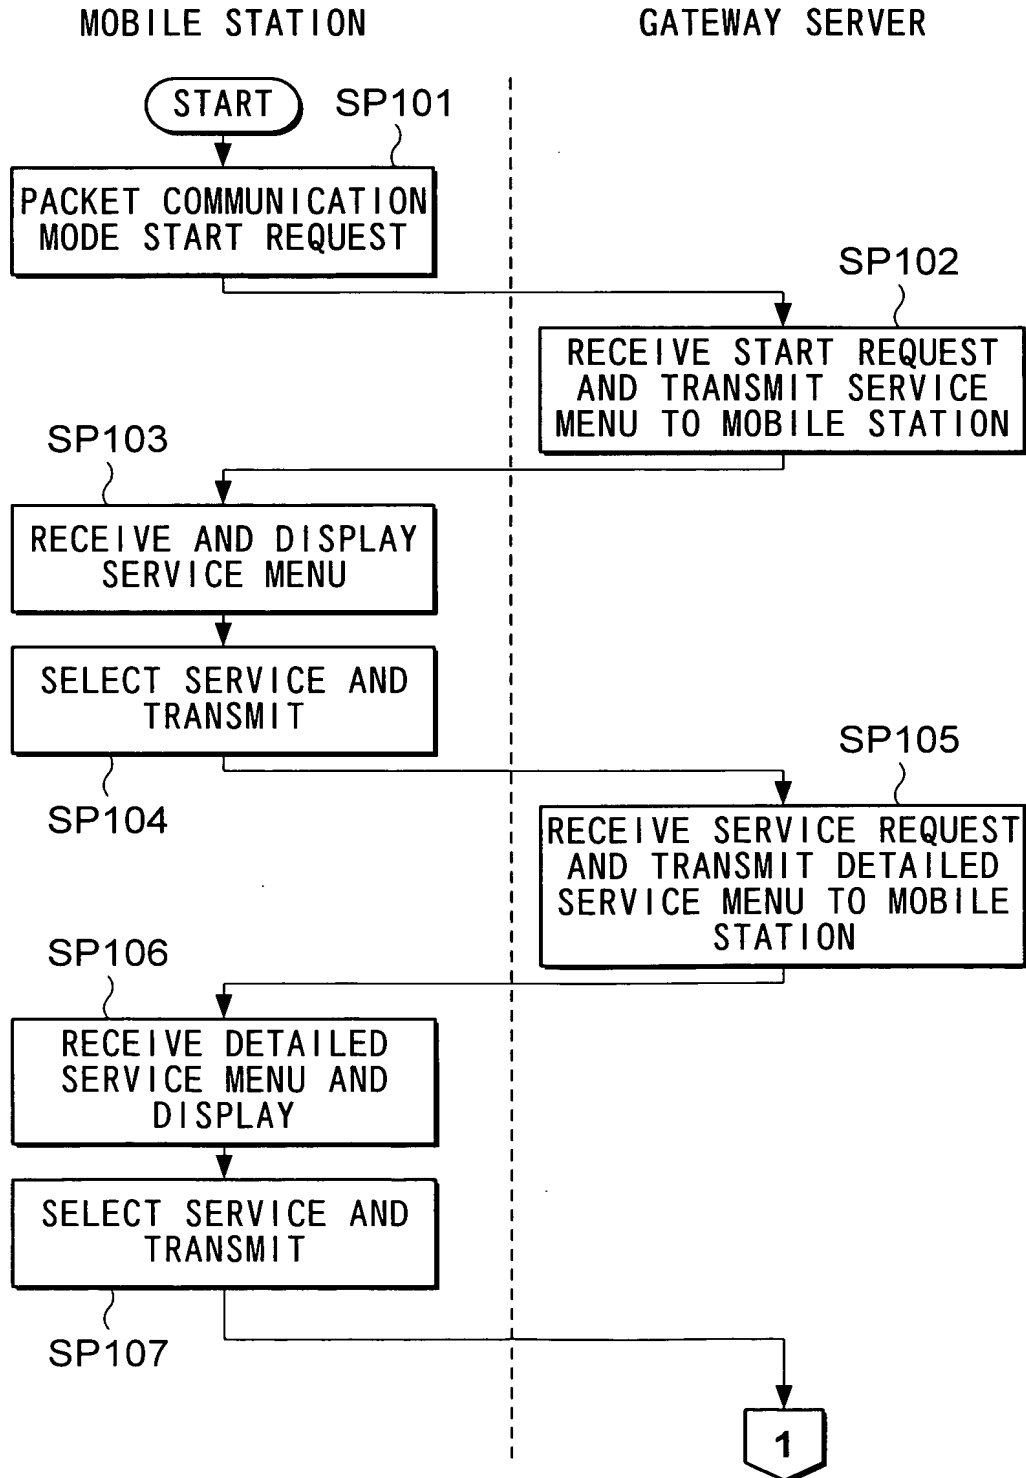 MOBILE STATION
GATEWAY SERVER
START
SP101
PACKET COMMUNICATION
MODE START REQUEST
SP102
RECEIVE START REQUEST
AND TRANSMIT SERVICE
MENU TO MOBILE STATION
SP103
RECEIVE AND DISPLAY
SERVICE MENU
SELECT SERVICE AND
TRANSMIT
SP104
SP105
RECEIVE SERVICE REQUEST
AND TRANSMIT DETAILED
SERVICE MENU TO MOBILE
STATION
SP106
RECEIVE DETAILED
SERVICE MENU AND
DISPLAY
SELECT SERVICE AND
TRANSMIT
SP107
1